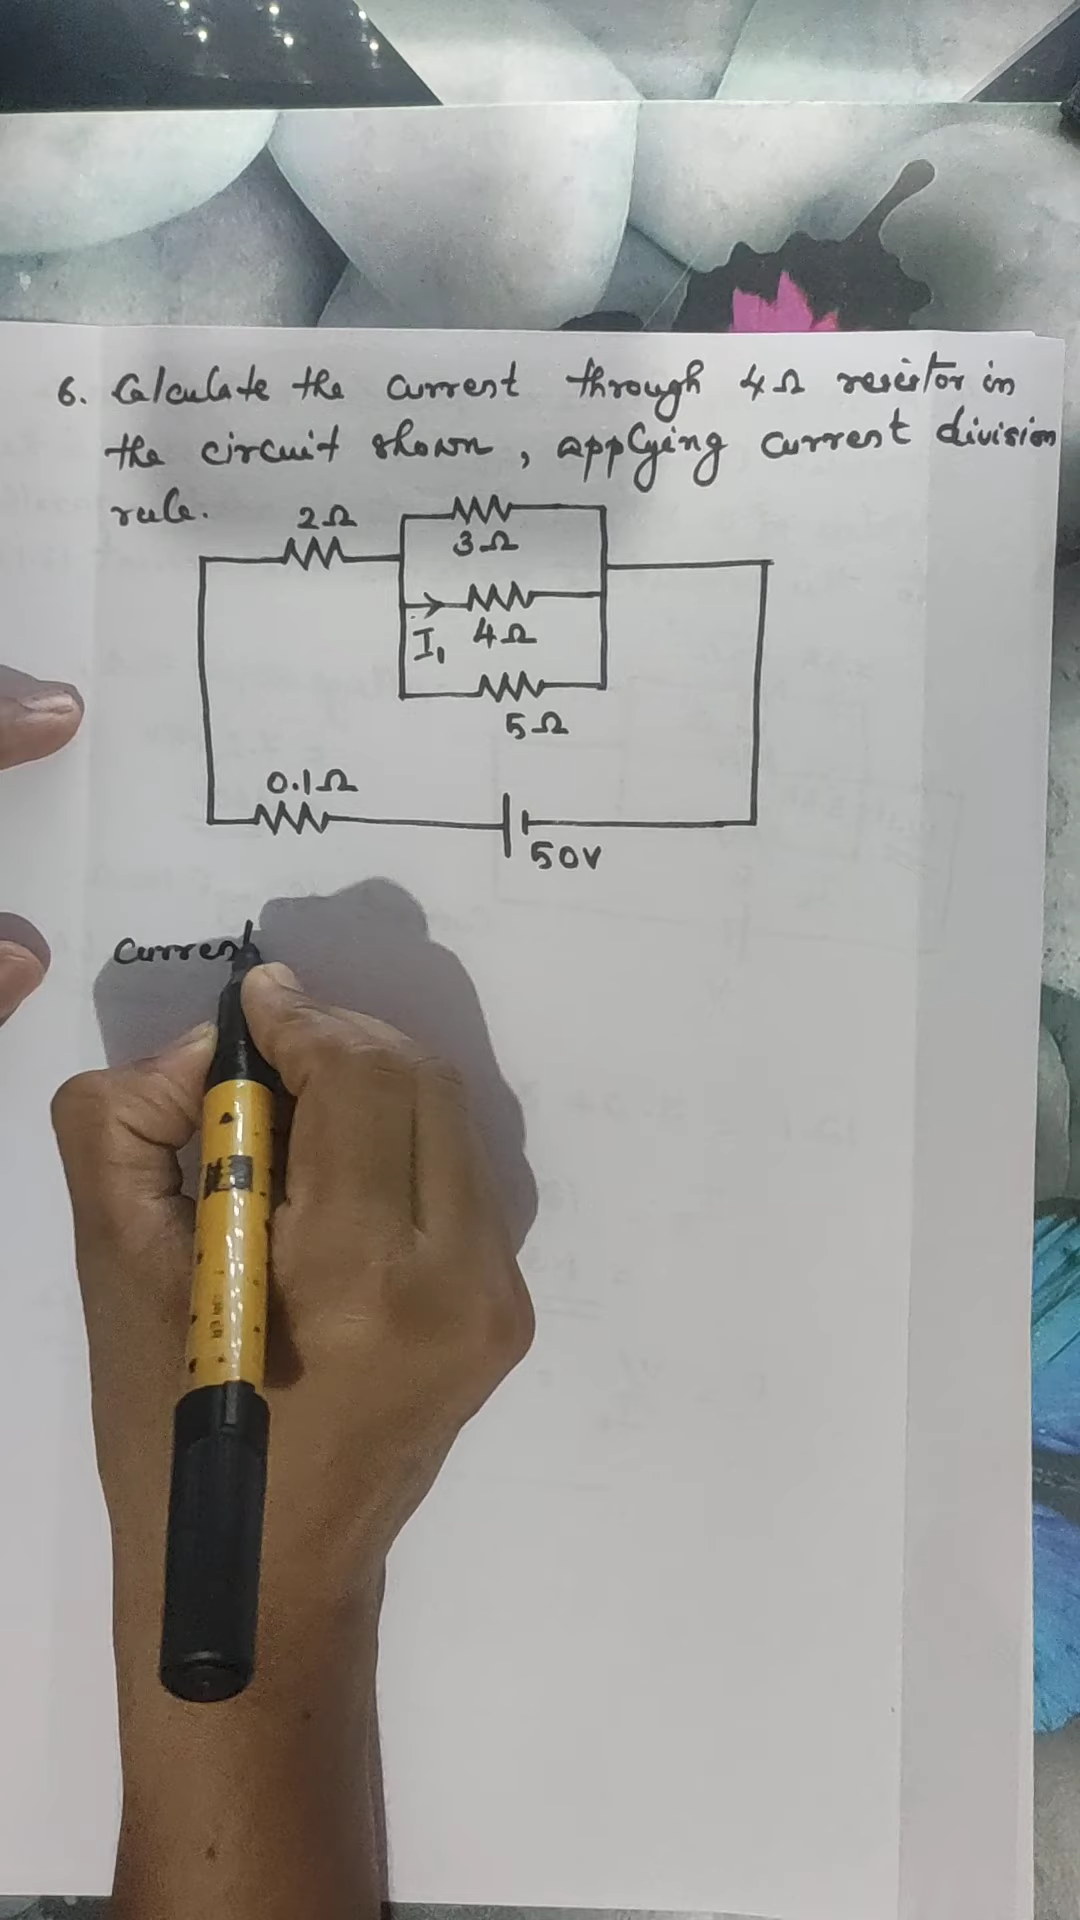 6. Calculate the current through 4Ω resistor in
the circuit shown, applying current division
rule.
2Ω
3Ω
I₁
4Ω
5Ω
0.1Ω
50V
Current